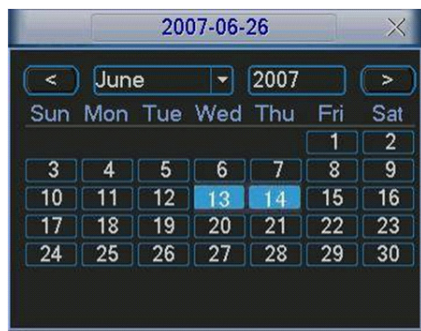 2007-06-26
< June 2007 >
Sun Mon Tue Wed Thu Fri Sat
1 2
3 4 5 6 7 8 9
10 11 12 13 14 15 16
17 18 19 20 21 22 23
24 25 26 27 28 29 30